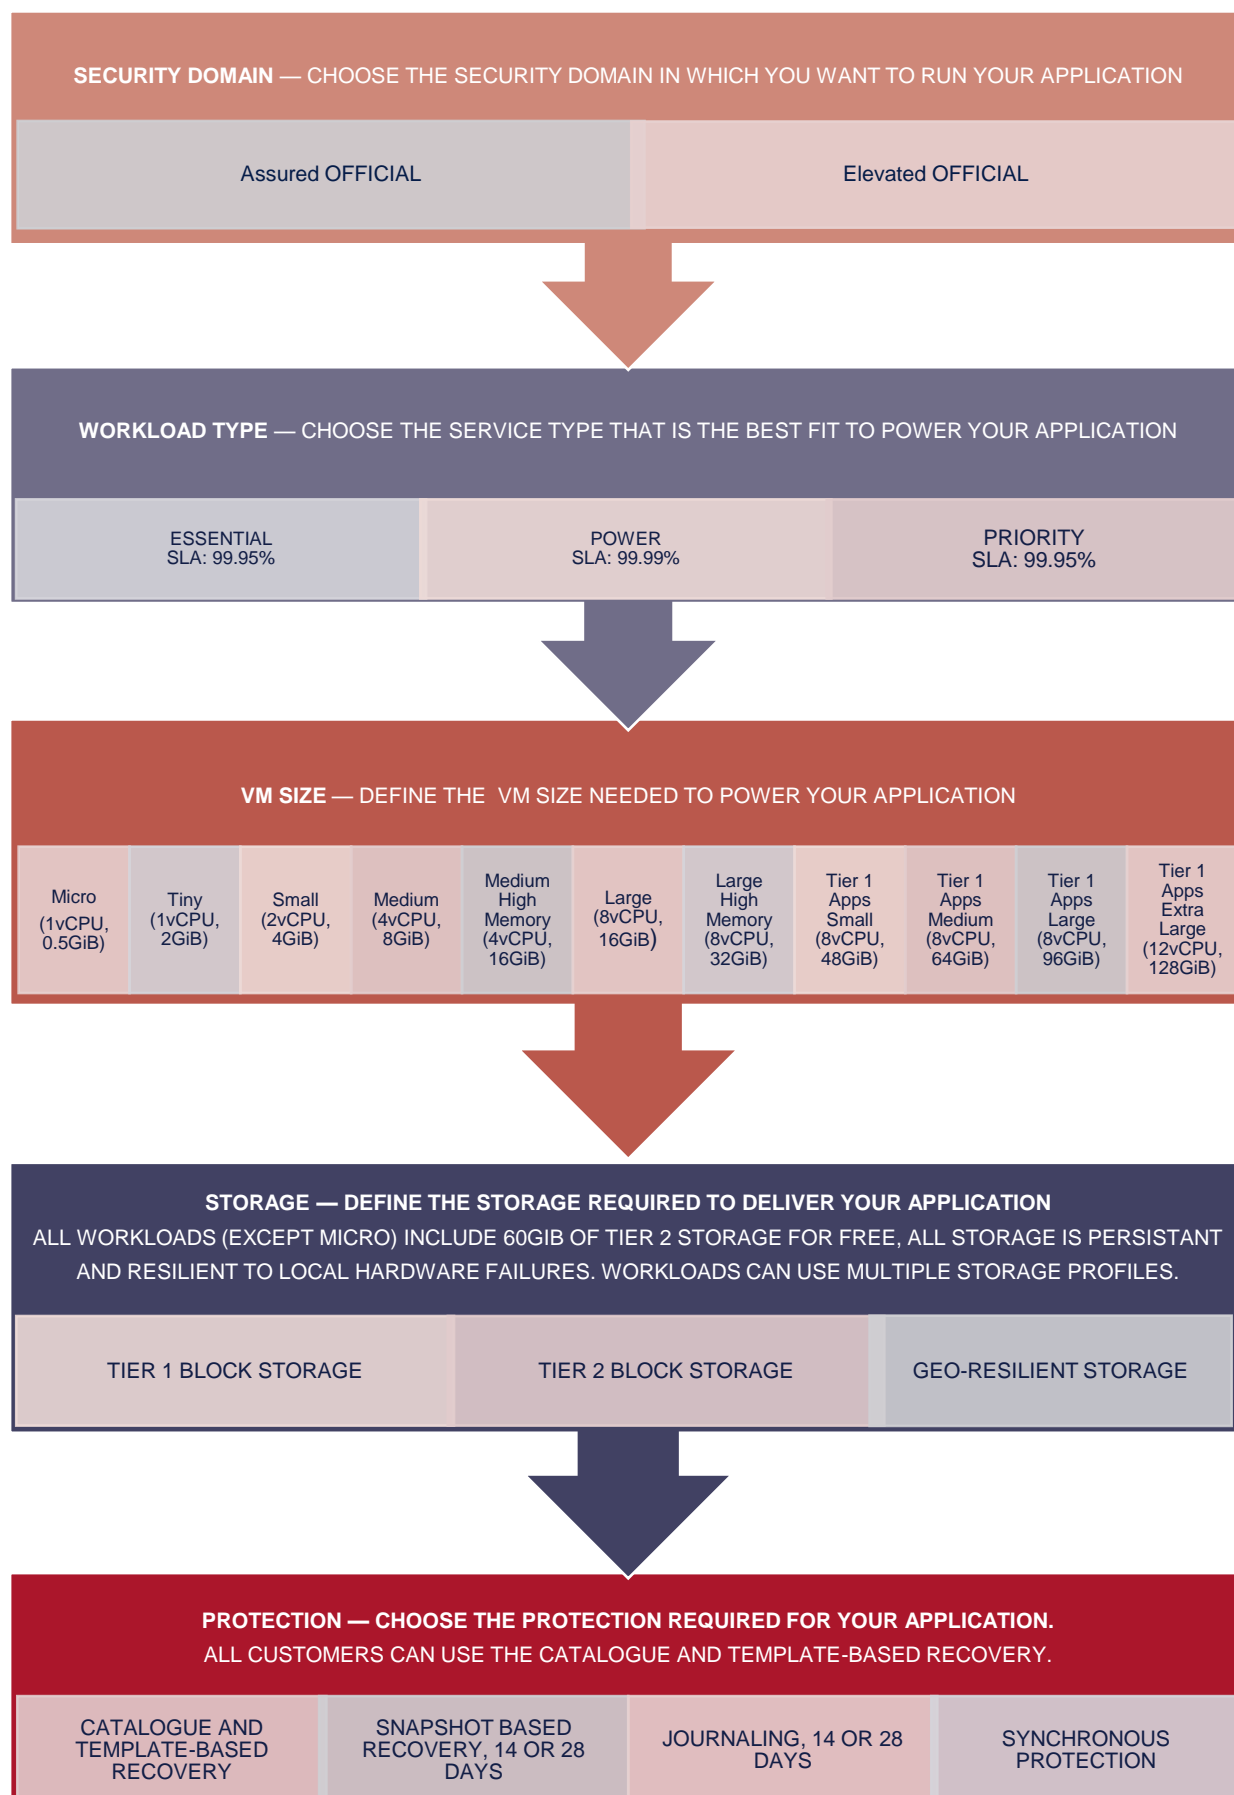 SECURITY DOMAIN — CHOOSE THE SECURITY DOMAIN IN WHICH YOU WANT TO RUN YOUR APPLICATION
Assured OFFICIAL
Elevated OFFICIAL
WORKLOAD TYPE — CHOOSE THE SERVICE TYPE THAT IS THE BEST FIT TO POWER YOUR APPLICATION
ESSENTIAL
SLA: 99.95%
POWER
SLA: 99.99%
PRIORITY
SLA: 99.95%
VM SIZE — DEFINE THE VM SIZE NEEDED TO POWER YOUR APPLICATION
Micro
(1vCPU,
0.5GiB)
Tiny
(1vCPU,
2GiB)
Small
(2vCPU,
4GiB)
Medium
(4vCPU,
8GiB)
Medium
High
Memory
(4vCPU,
16GiB)
Large
(8vCPU,
16GiB)
Large
High
Memory
(8vCPU,
32GiB)
Tier 1
Apps
Small
(8vCPU,
48GiB)
Tier 1
Apps
Medium
(8vCPU,
64GiB)
Tier 1
Apps
Large
(8vCPU,
96GiB)
Tier 1
Apps
Extra
Large
(12vCPU,
128GiB)
STORAGE — DEFINE THE STORAGE REQUIRED TO DELIVER YOUR APPLICATION
ALL WORKLOADS (EXCEPT MICRO) INCLUDE 60GIB OF TIER 2 STORAGE FOR FREE, ALL STORAGE IS PERSISTANT
AND RESILIENT TO LOCAL HARDWARE FAILURES. WORKLOADS CAN USE MULTIPLE STORAGE PROFILES.
TIER 1 BLOCK STORAGE
TIER 2 BLOCK STORAGE
GEO-RESILIENT STORAGE
PROTECTION — CHOOSE THE PROTECTION REQUIRED FOR YOUR APPLICATION.
ALL CUSTOMERS CAN USE THE CATALOGUE AND TEMPLATE-BASED RECOVERY.
CATALOGUE AND
TEMPLATE-BASED
RECOVERY
SNAPSHOT BASED
RECOVERY, 14 OR 28
DAYS
JOURNALING, 14 OR 28
DAYS
SYNCHRONOUS
PROTECTION